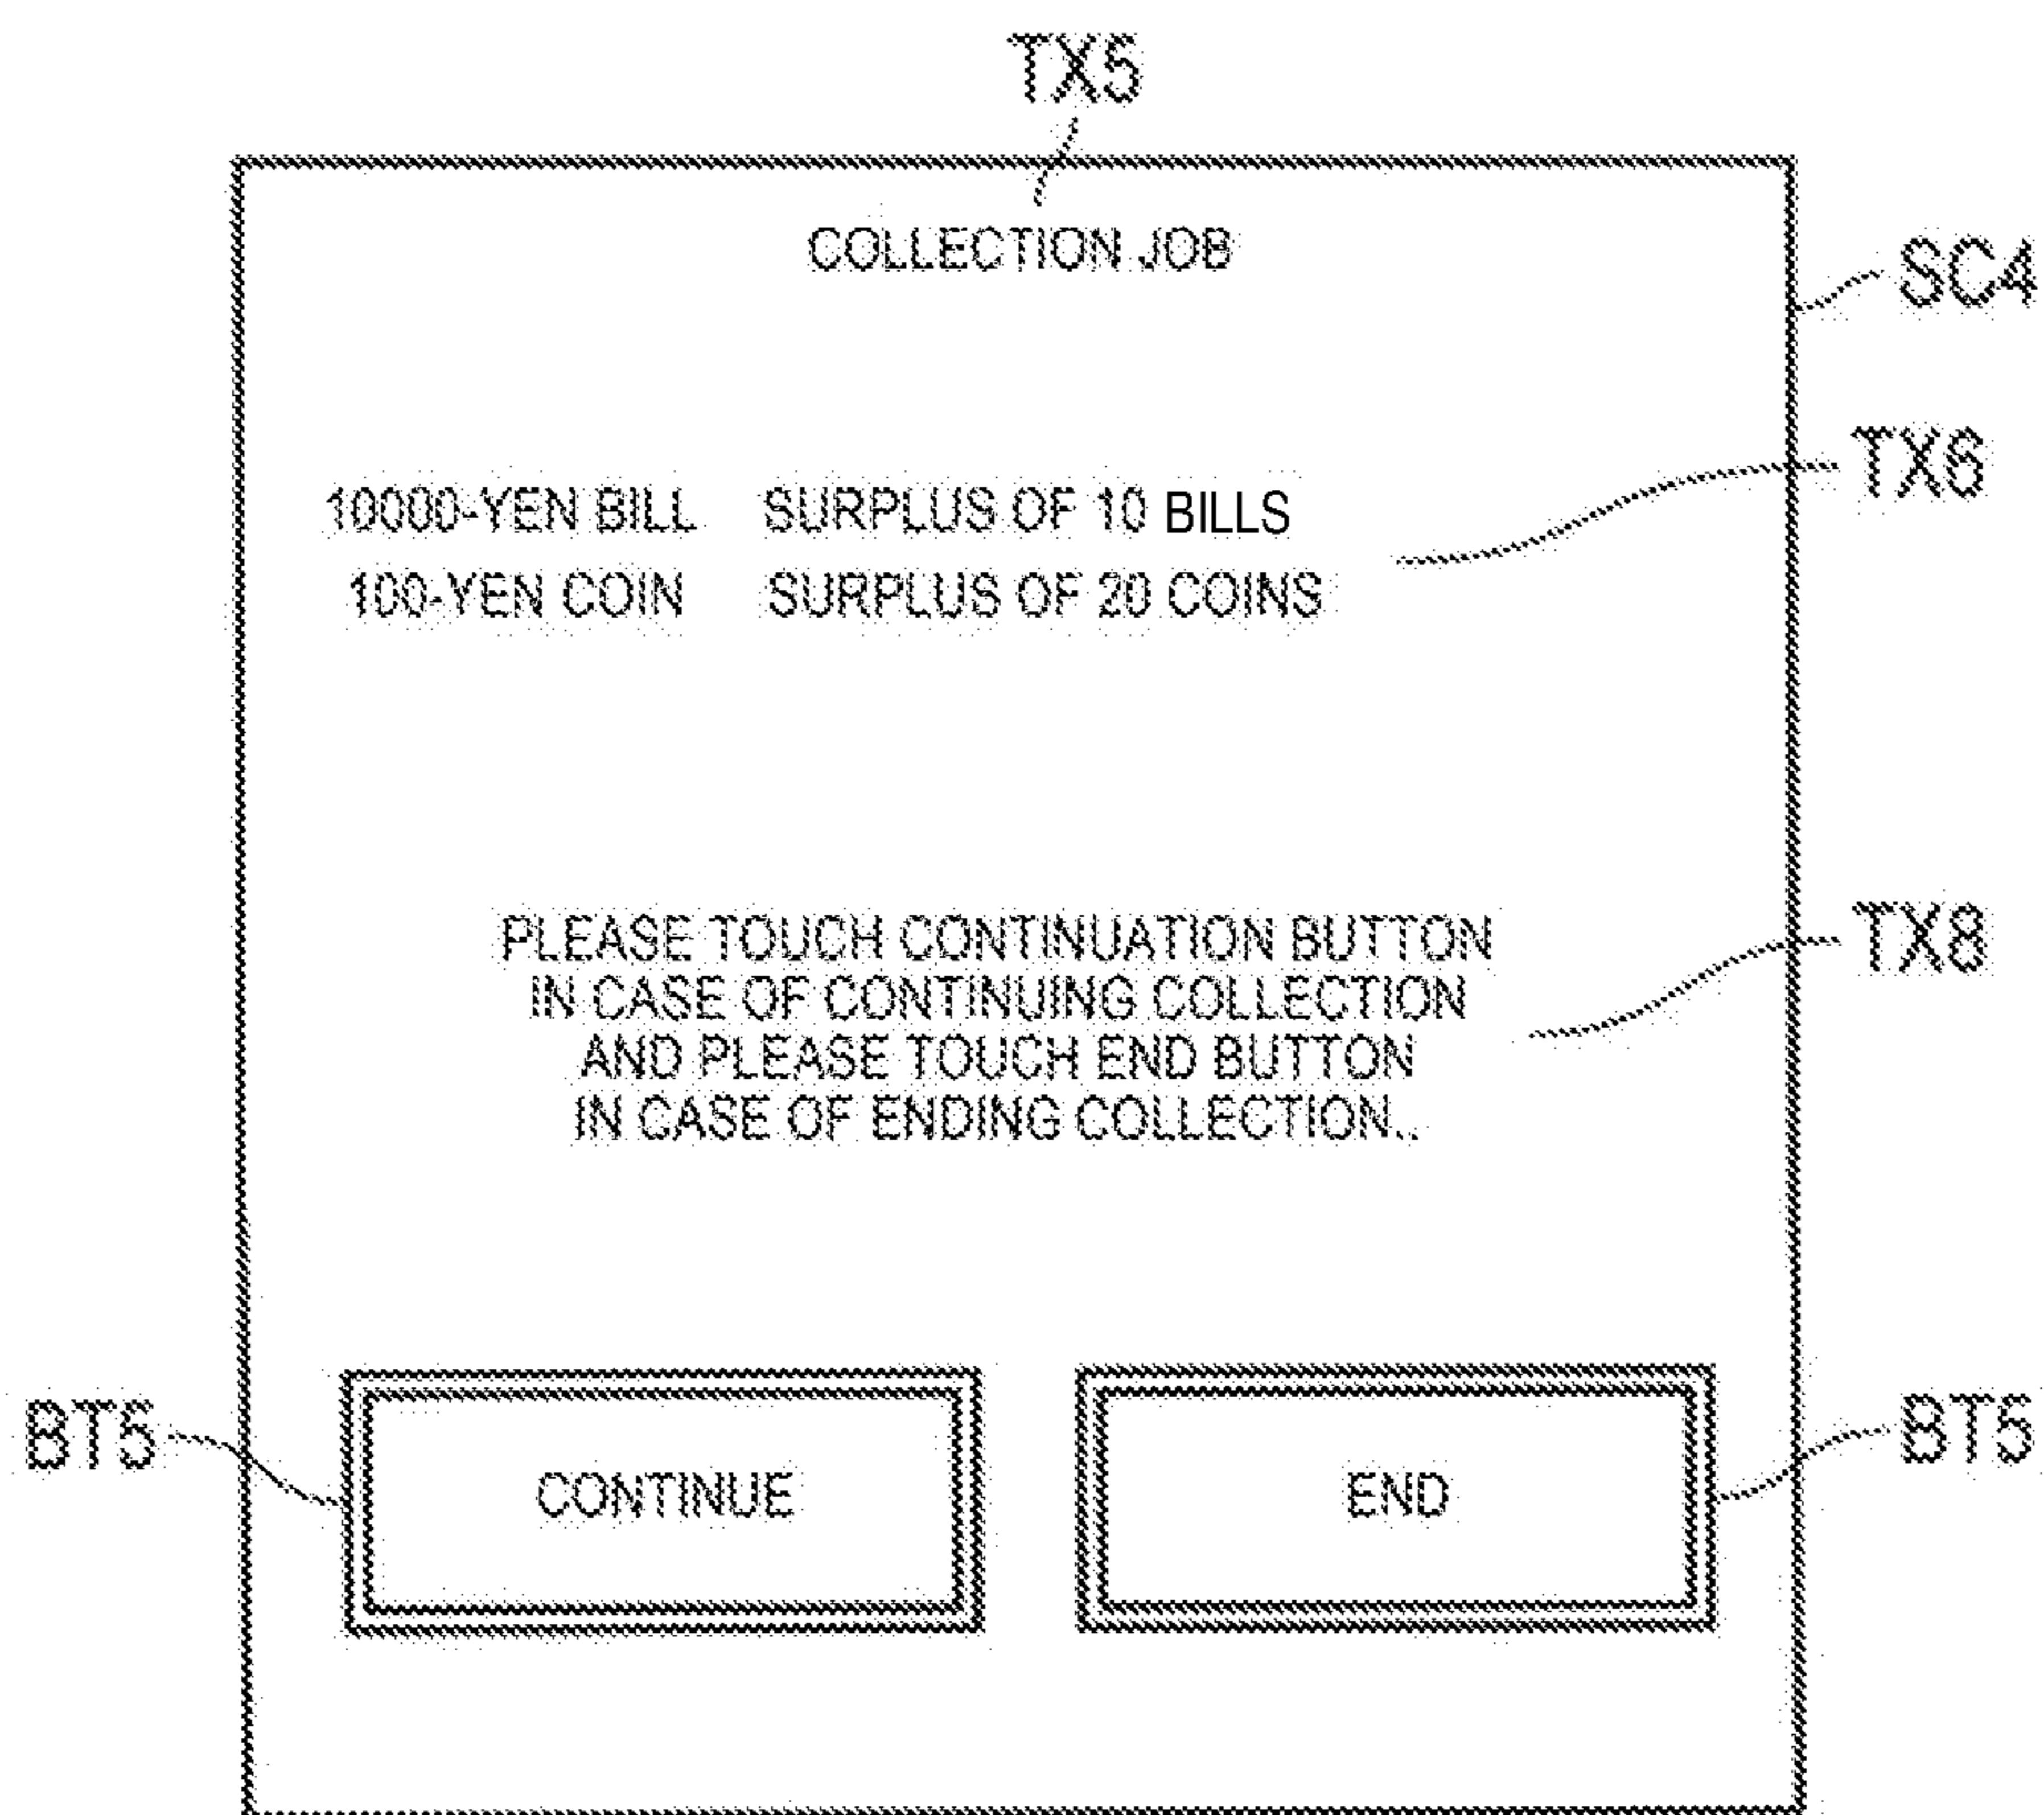 TX5
COLLECTION JOB
SC4
TX6
10000-YEN BILL SURPLUS OF 10 BILLS
100-YEN COIN SURPLUS OF 20 COINS
TX8
PLEASE TOUCH CONTINUATION BUTTON
IN CASE OF CONTINUING COLLECTION
AND PLEASE TOUCH END BUTTON
IN CASE OF ENDING COLLECTION..
BT5
CONTINUE
END
BT5